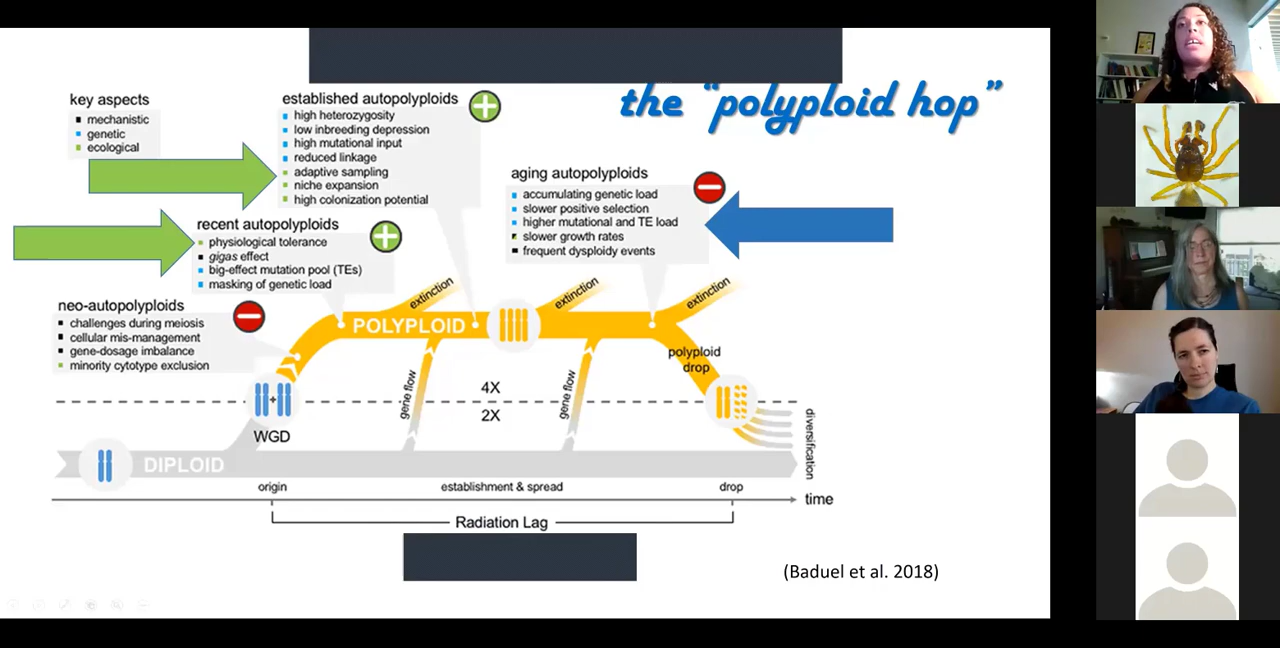 the “polyploid hop”
key aspects
mechanistic
genetic
ecological
established autopolyploids
high heterozygosity
low inbreeding depression
high mutational input
reduced linkage
adaptive sampling
niche expansion
high colonization potential
aging autopolyploids
accumulating genetic load
slower positive selection
higher mutational and TE load
slower growth rates
frequent dysploidy events
recent autopolyploids
physiological tolerance
gigas effect
big-effect mutation pool (TEs)
masking of genetic load
neo-autopolyploids
challenges during meiosis
cellular mis-management
gene-dosage imbalance
minority cytotype exclusion
extinction
extinction
extinction
POLYPLOID
polyploid
drop
gene flow
gene flow
4X
2X
WGD
diversification
DIPLOID
origin
establishment & spread
drop
time
Radiation Lag
(Baduel et al. 2018)